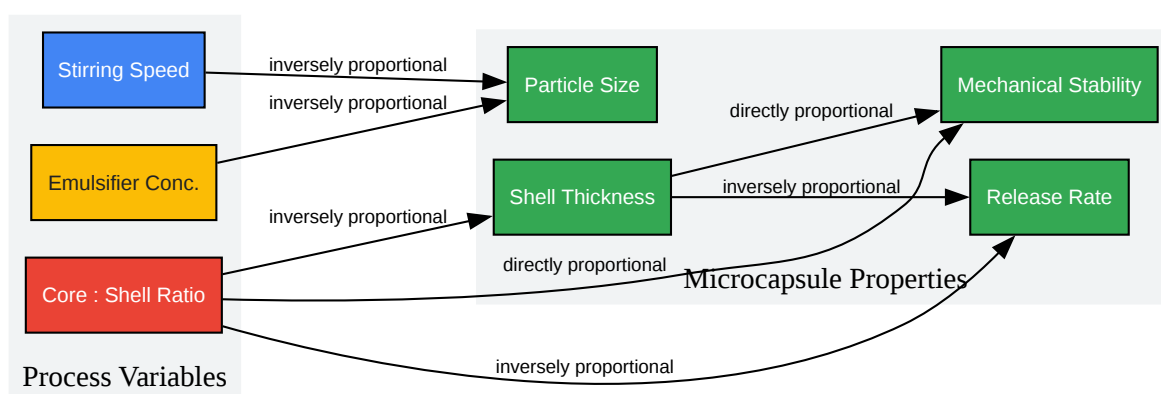 Stirring Speed
inversely proportional
Particle Size
Mechanical Stability
inversely proportional
directly proportional
Emulsifier Conc.
Shell Thickness
inversely proportional
Release Rate
inversely proportional
directly proportional
Microcapsule Properties
Core : Shell Ratio
inversely proportional
Process Variables